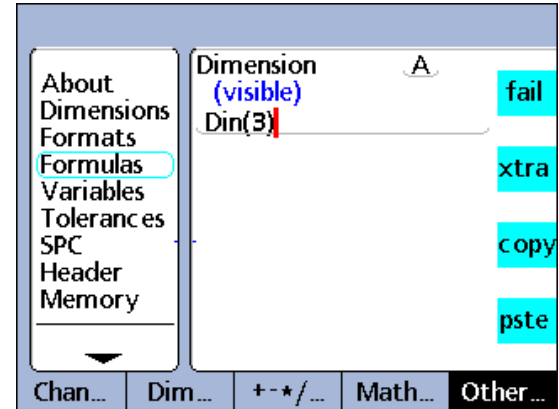 About
Dimensions
Formats
Formulas
Variables
Tolerances
SPC
Header
Memory
Dimension A
(visible)
Din(3)
fail
xtra
copy
pste
Chan... Dim... +-*/... Math... Other...